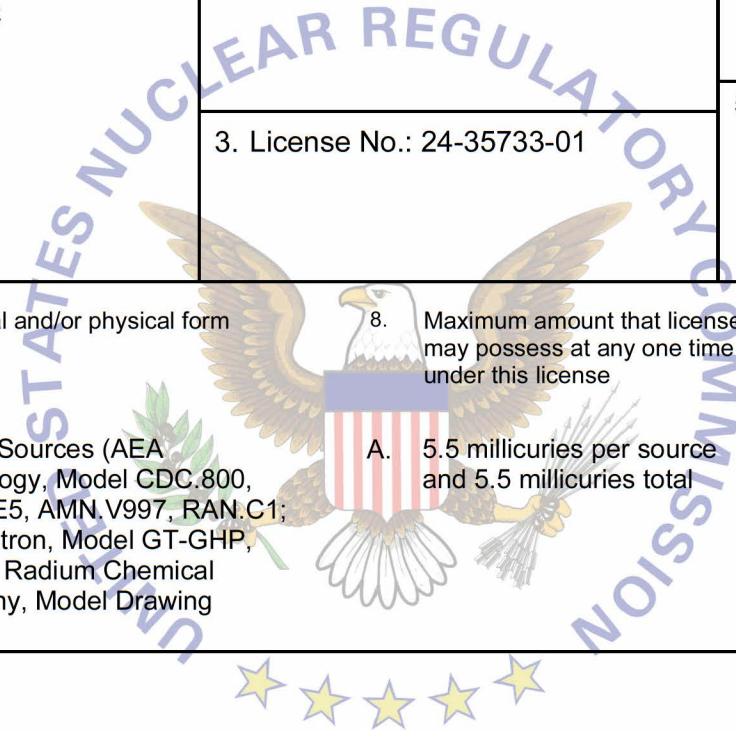 UNITED STATES NUCLEAR REGULATORY COMMISSION
3. License No.: 24-35733-01
and/or physical form
8. Maximum amount that license
may possess at any one time
under this license
Sources (AEA
ogy, Model CDC.800,
E5, AMN.V997, RAN.C1;
tron, Model GT-GHP,
Radium Chemical
ny, Model Drawing
A. 5.5 millicuries per source
and 5.5 millicuries total